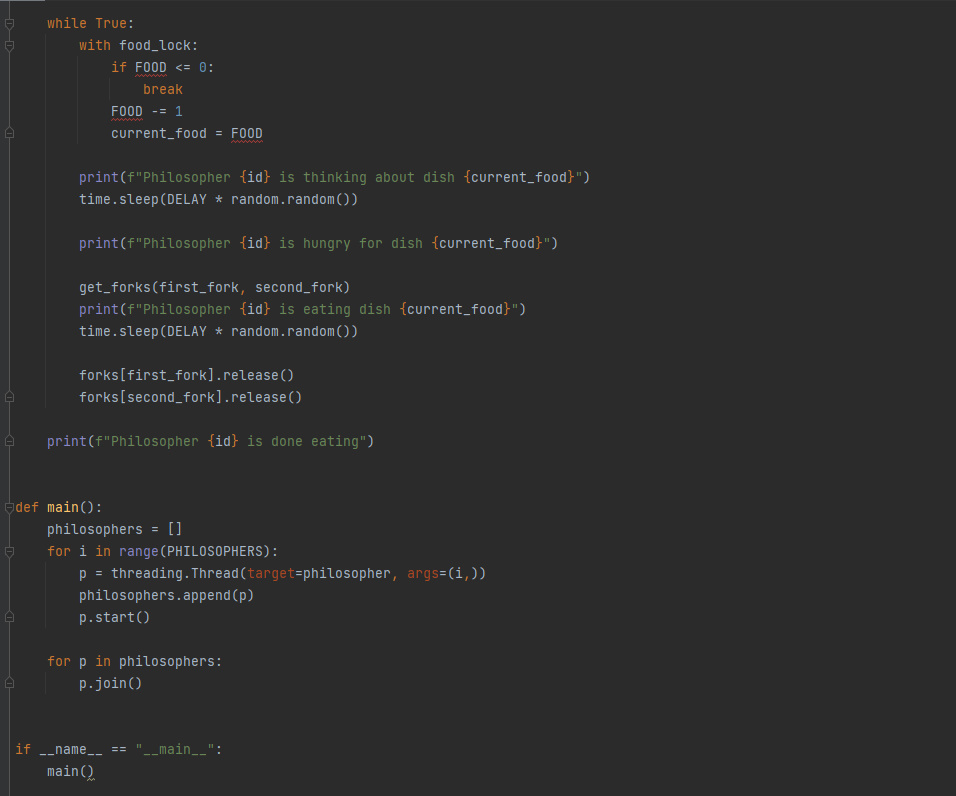 while True:
with food_lock:
if FOOD <= 0:
break
FOOD -= 1
current_food = FOOD
print(f"Philosopher {id} is thinking about dish {current_food}")
time.sleep(DELAY * random.random())
print(f"Philosopher {id} is hungry for dish {current_food}")
get_forks(first_fork, second_fork)
print(f"Philosopher {id} is eating dish {current_food}")
time.sleep(DELAY * random.random())
forks[first_fork].release()
forks[second_fork].release()
print(f"Philosopher {id} is done eating")
def main():
philosophers = []
for i in range(PHILOSOPHERS):
p = threading.Thread(target=philosopher, args=(i,))
philosophers.append(p)
p.start()
for p in philosophers:
p.join()
if __name__ == "__main__":
main()